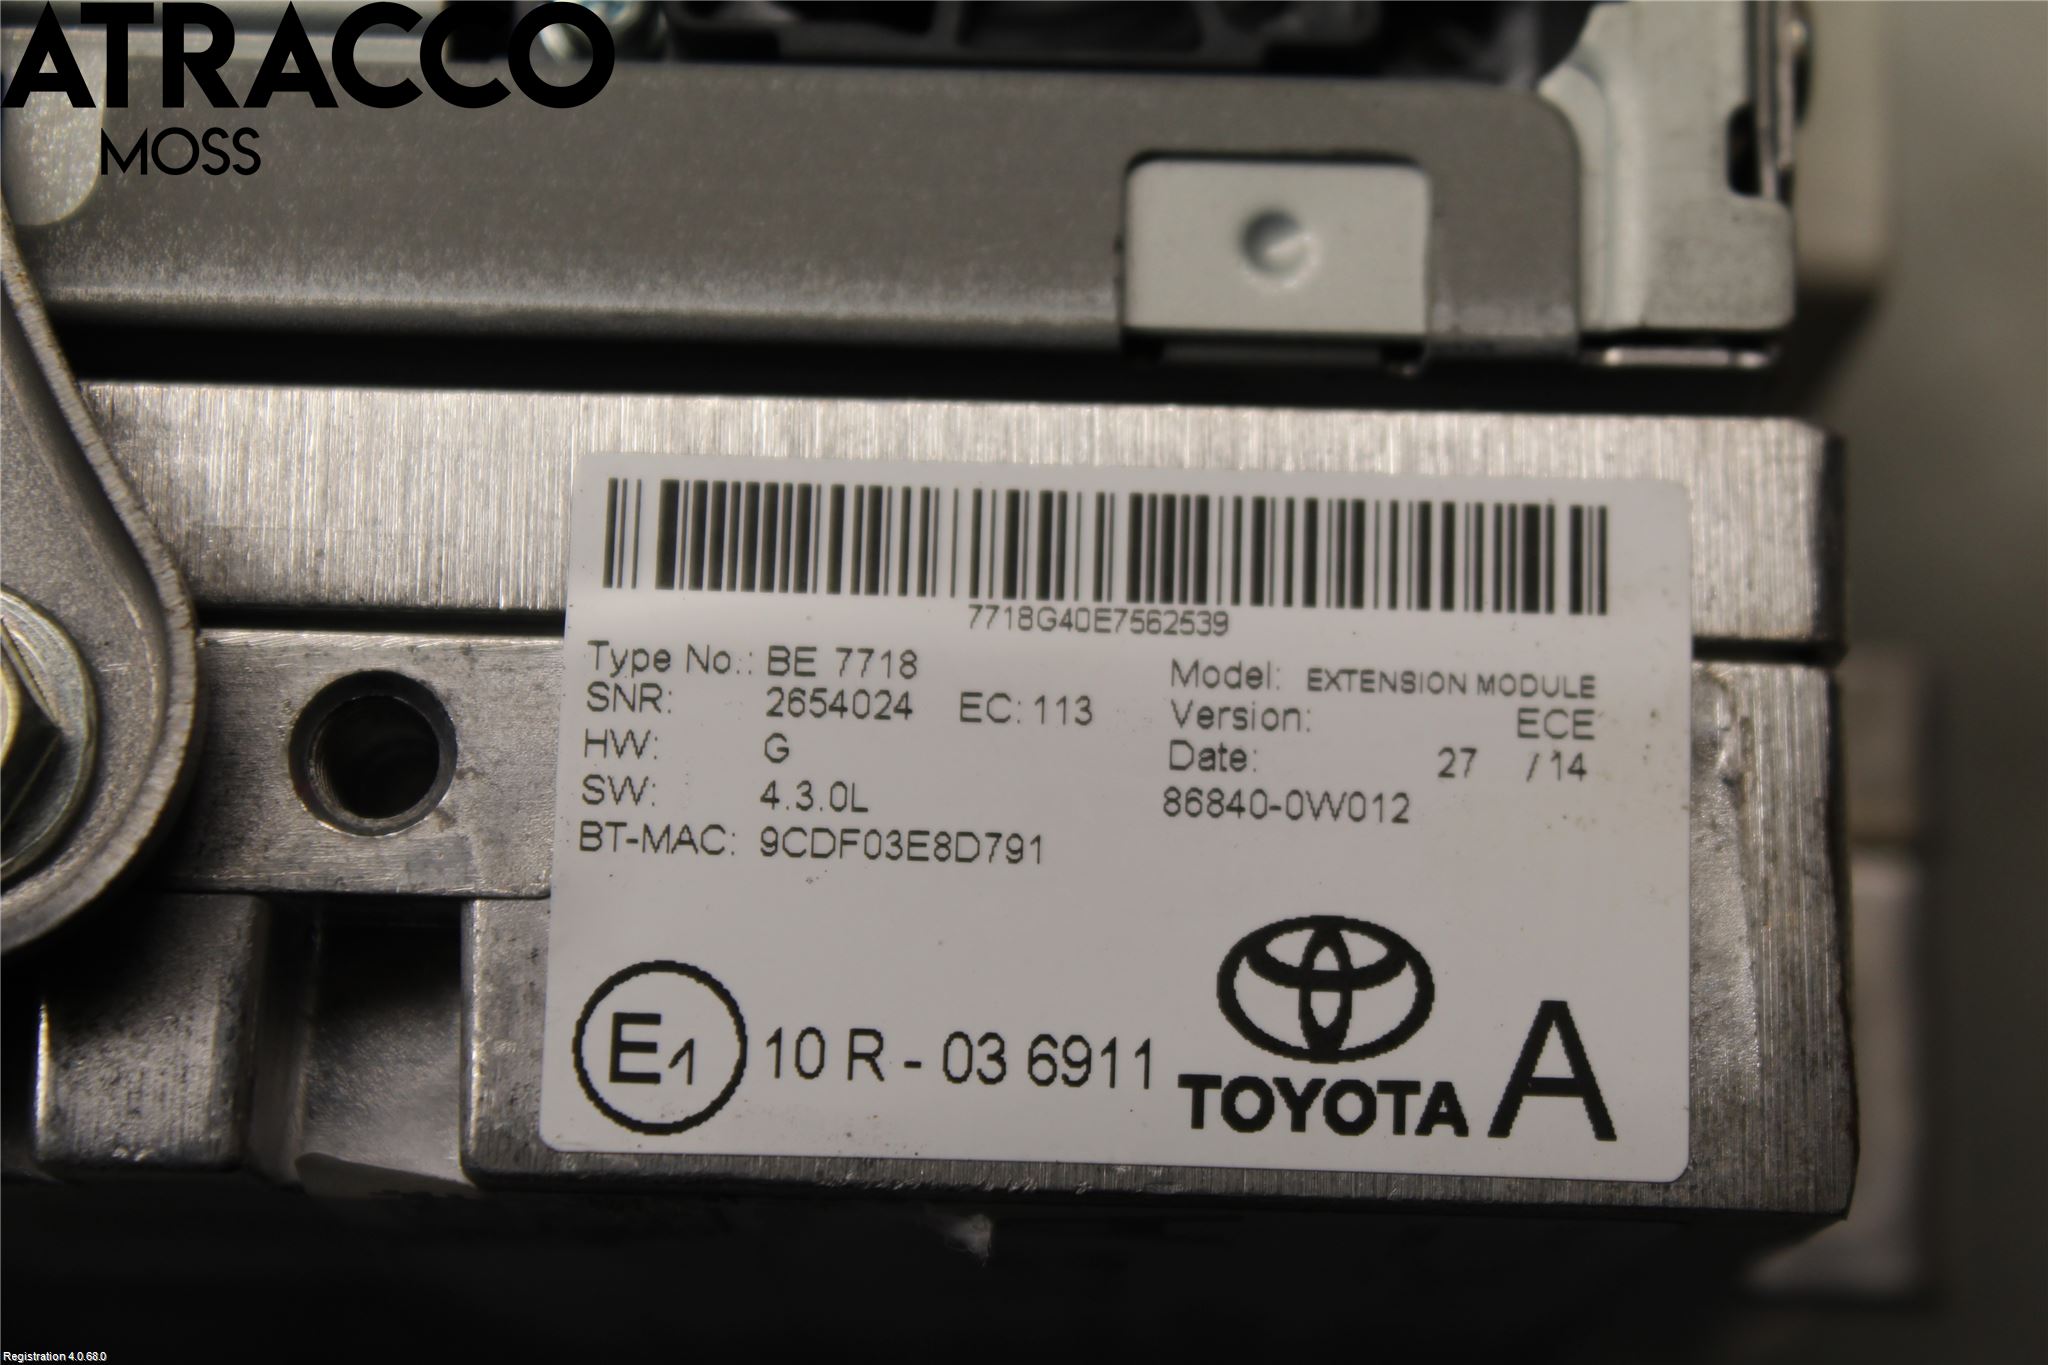 ATRACCO
MOSS
7718G40E7562539
Type No.: BE 7718
SNR: 2654024 EC: 113
HW: G
SW: 4.3.0L
BT-MAC: 9CDF03E8D791
Model: EXTENSION MODULE
Version: ECE
Date: 27 / 14
86840-0W012
E1 10 R - 03 6911
TOYOTA A
Registration 4.0.68.0